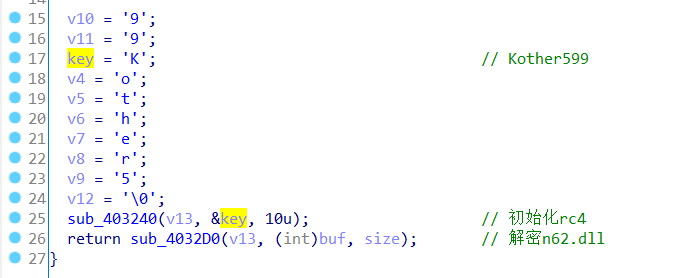 15 v10 = '9';
16 v11 = '9';
17 key = 'K'; // Kother599
18 v4 = 'o';
19 v5 = 't';
20 v6 = 'h';
21 v7 = 'e';
22 v8 = 'r';
23 v9 = '5';
24 v12 = '\0';
25 sub_403240(v13, &key, 10u); // 初始化rc4
26 return sub_4032D0(v13, (int)buf, size); // 解密n62.dll
27 }